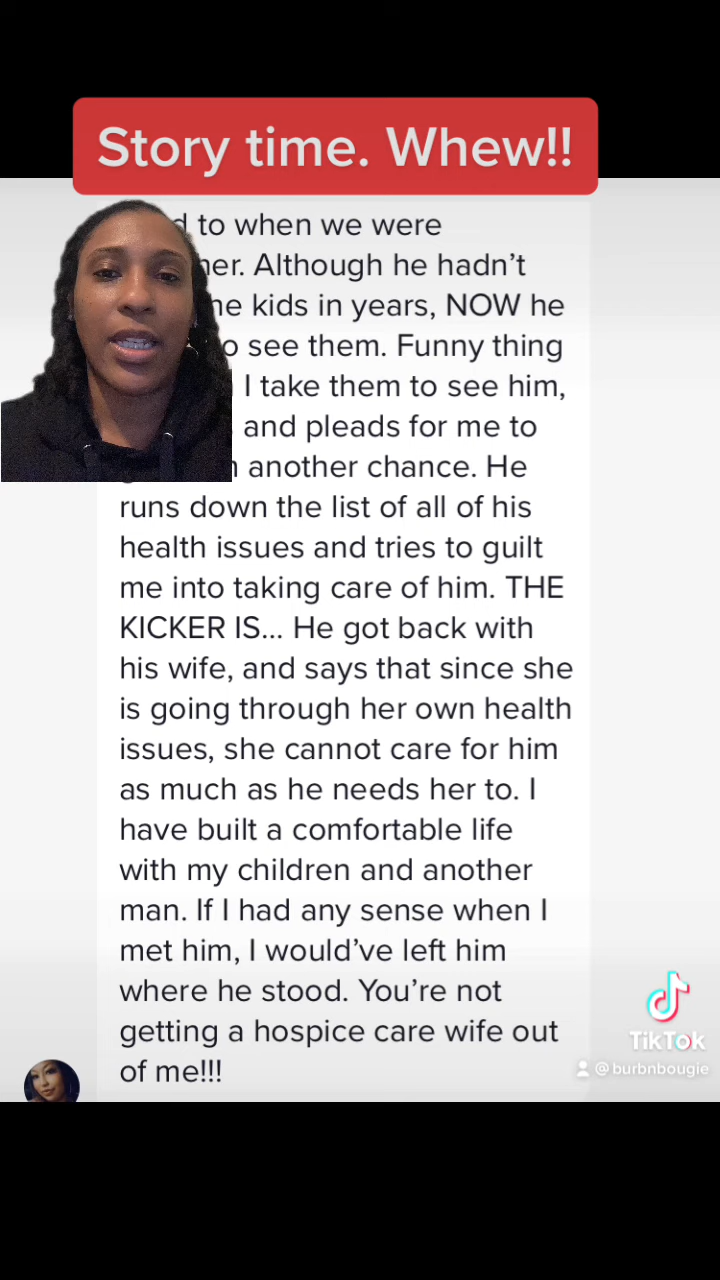 Story time. Whew!!
to when we were
Although he hadn't
kids in years, NOW he
see them. Funny thing
I take them to see him,
and pleads for me to
another chance. He
runs down the list of all of his
health issues and tries to guilt
me into taking care of him. THE
KICKER IS... He got back with
his wife, and says that since she
is going through her own health
issues, she cannot care for him
as much as he needs her to. I
have built a comfortable life
with my children and another
man. If I had any sense when I
met him, I would've left him
where he stood. You're not
getting a hospice care wife out
of me!!!
TikTok
@burbnbougie